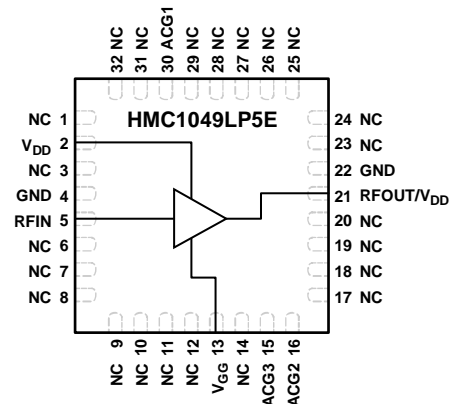 32 NC
31 NC
30 ACG1
29 NC
28 NC
27 NC
26 NC
25 NC
HMC1049LP5E
NC 1
VDD 2
NC 3
GND 4
RFIN 5
NC 6
NC 7
NC 8
24 NC
23 NC
22 GND
21 RFOUT/VDD
20 NC
19 NC
18 NC
17 NC
NC 9
NC 10
NC 11
NC 12
VGG 13
NC 14
ACG3 15
ACG2 16